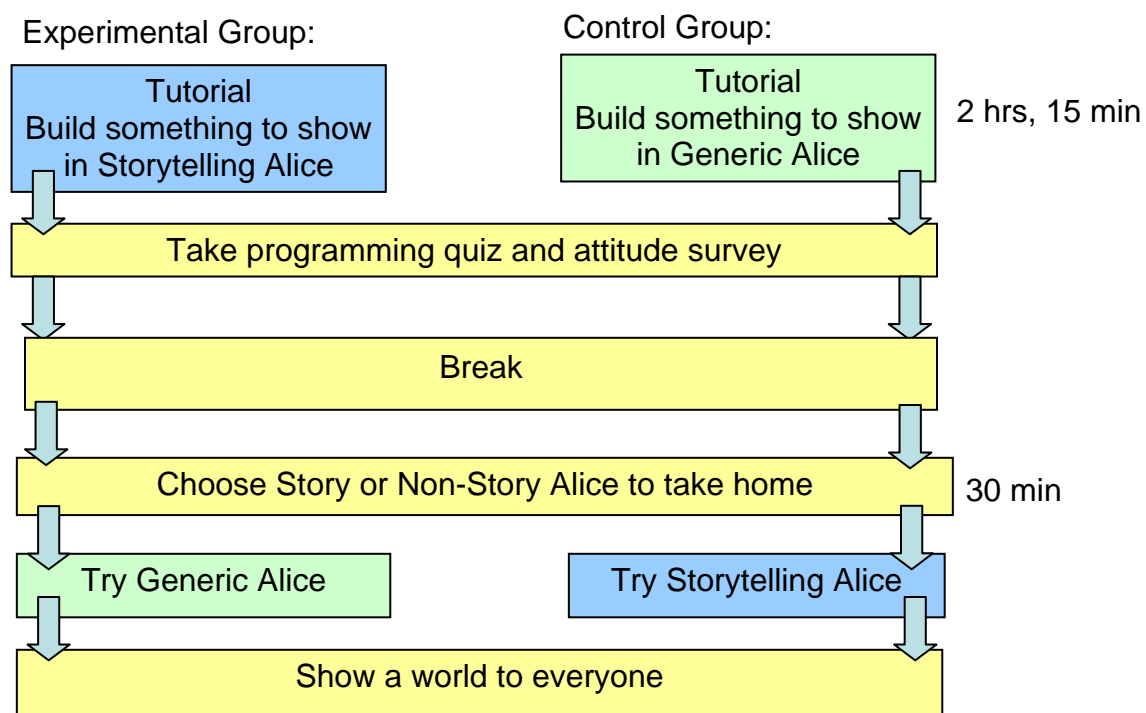 Experimental Group:
Control Group:
Tutorial
Build something to show
in Storytelling Alice
Tutorial
Build something to show
in Generic Alice
2 hrs, 15 min
Take programming quiz and attitude survey
Break
Choose Story or Non-Story Alice to take home
30 min
Try Generic Alice
Try Storytelling Alice
Show a world to everyone